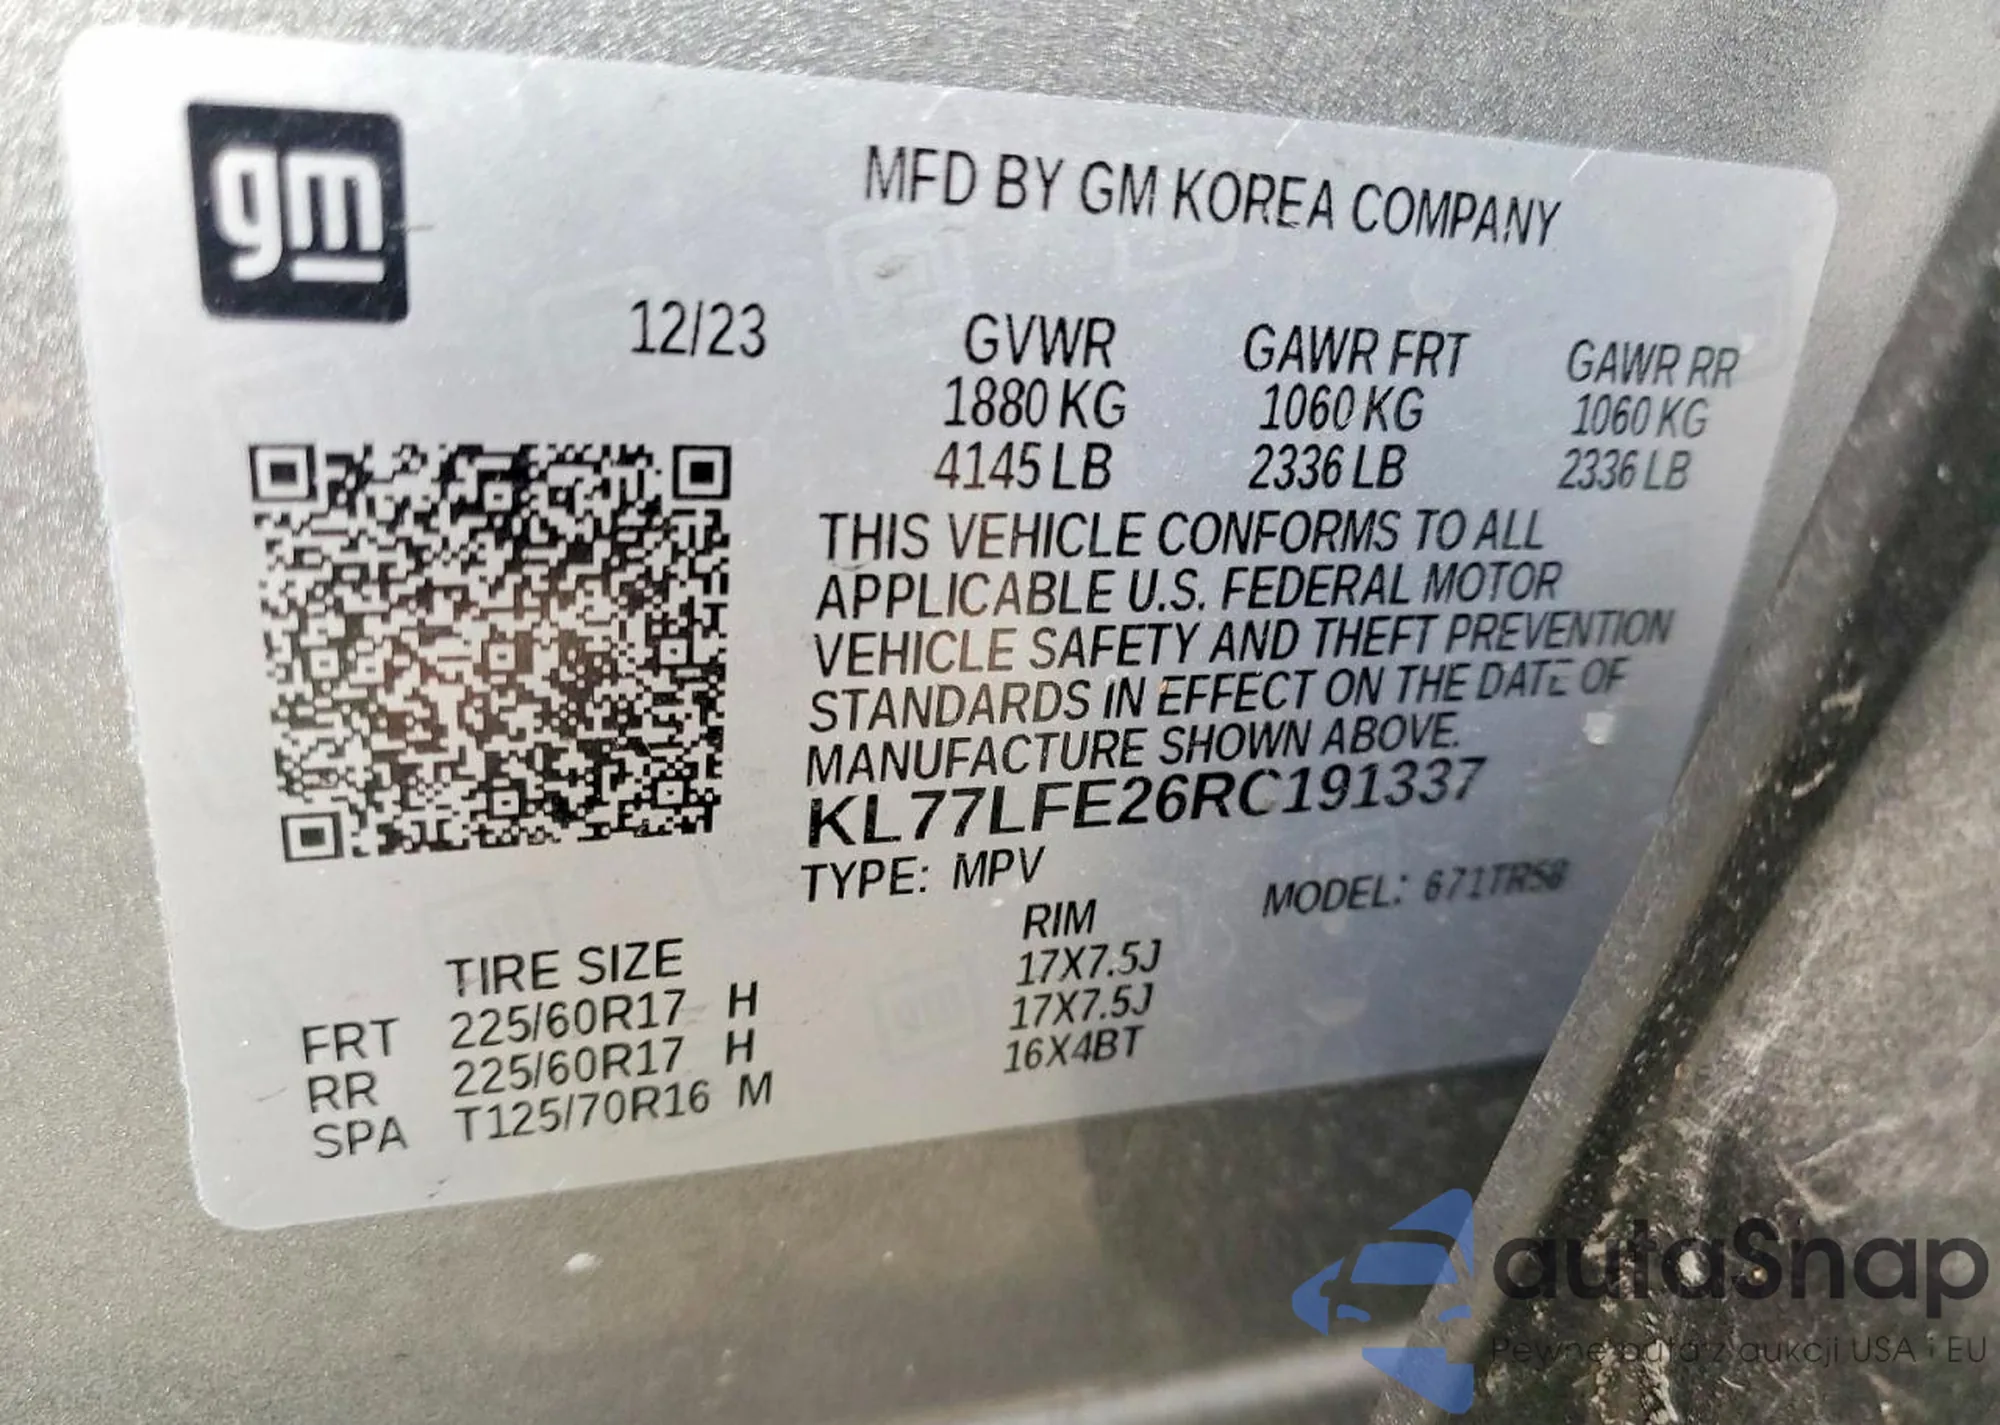 gm
MFD BY GM KOREA COMPANY
12/23
GVWR GAWR FRT GAWR RR
1880 KG 1060 KG 1060 KG
4145 LB 2336 LB 2336 LB
THIS VEHICLE CONFORMS TO ALL
APPLICABLE U.S. FEDERAL MOTOR
VEHICLE SAFETY AND THEFT PREVENTION
STANDARDS IN EFFECT ON THE DATE OF
MANUFACTURE SHOWN ABOVE.
KL77LFE26RC191337
TYPE: MPV MODEL:
TIRE SIZE RIM
FRT 225/60R17 H 17X7.5J
RR 225/60R17 H 17X7.5J
SPA T125/70R16 M 16X4BT
autaSnap
Pewne auta z aukcji USA i EU